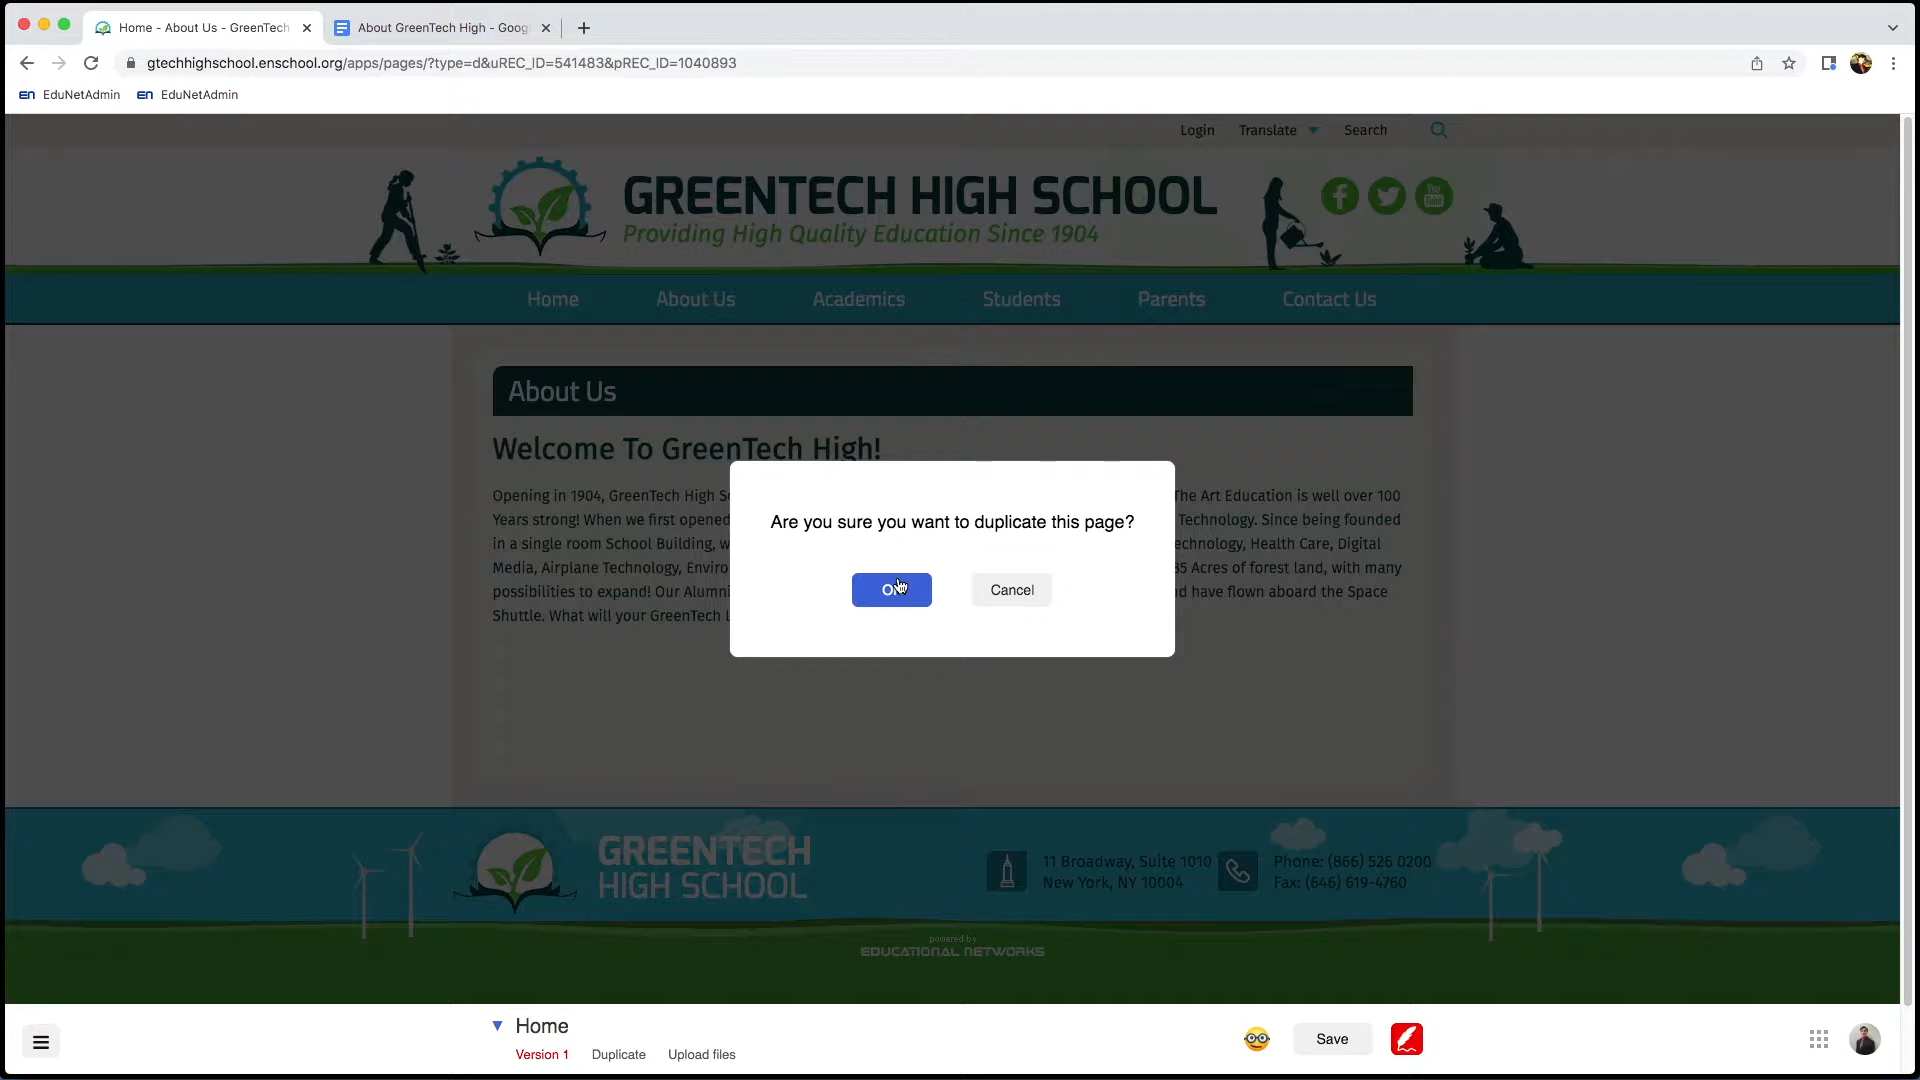 Home - About Us - GreenTech
About GreenTech High - Goog
gtechhighschool.enschool.org/apps/pages/?type=d&uREC_ID=541483&pREC_ID=1040893
en EduNetAdmin en EduNetAdmin
Login Translate Search
GREENTECH HIGH SCHOOL
Providing High Quality Education Since 1904
You Tube
Home About Us Academics Students Parents Contact Us
About Us
Welcome To GreenTech High!
Opening in 1904, GreenTech High S The Art Education is well over 100
Years strong! When we first opened Technology. Since being founded
in a single room School Building, w echnology, Health Care, Digital
Media, Airplane Technology, Enviro 85 Acres of forest land, with many
possibilities to expand! Our Alumni d have flown aboard the Space
Shuttle. What will your GreenTech L
Are you sure you want to duplicate this page?
Cancel
GREENTECH
HIGH SCHOOL
11 Broadway, Suite 1010
New York, NY 10004
Phone: (866) 526 0200
Fax: (646) 619-4760
powered by
EDUCATIONAL NETWORKS
Home
Version 1 Duplicate Upload files
Save